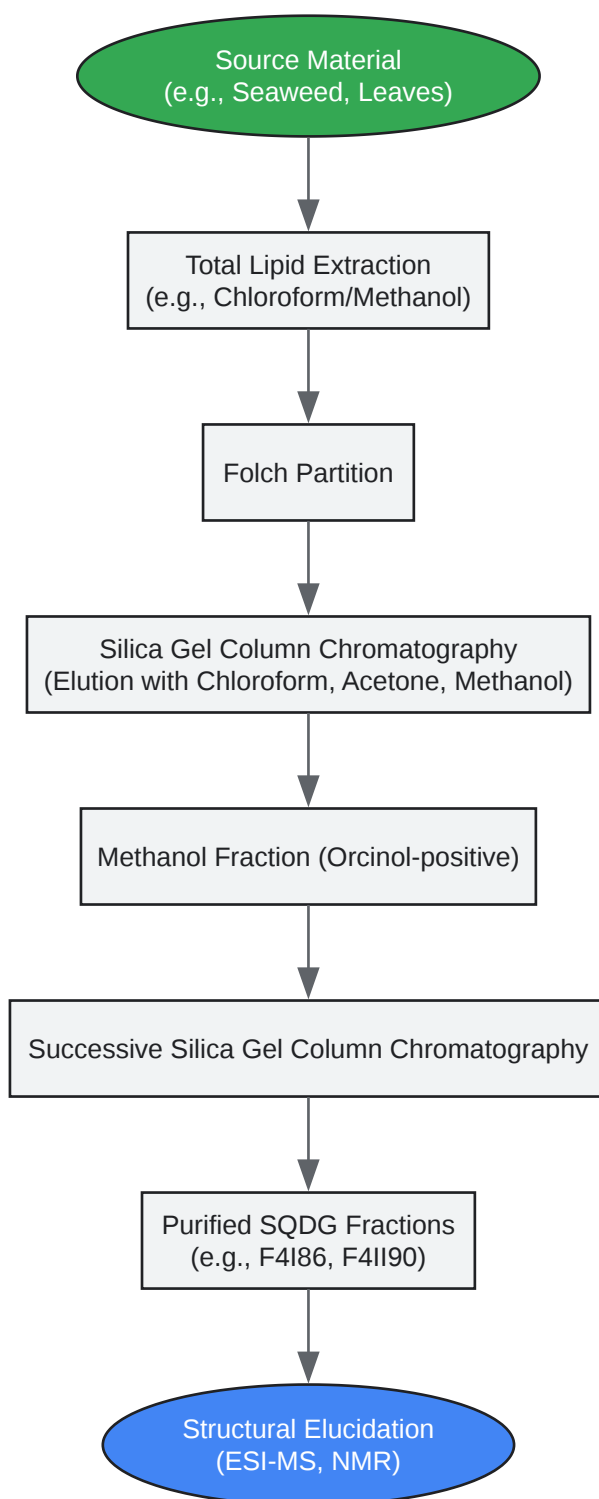 Source Material
(e.g., Seaweed, Leaves)
Total Lipid Extraction
(e.g., Chloroform/Methanol)
Folch Partition
Silica Gel Column Chromatography
(Elution with Chloroform, Acetone, Methanol)
Methanol Fraction (Orcinol-positive)
Successive Silica Gel Column Chromatography
Purified SQDG Fractions
(e.g., F4I86, F4II90)
Structural Elucidation
(ESI-MS, NMR)